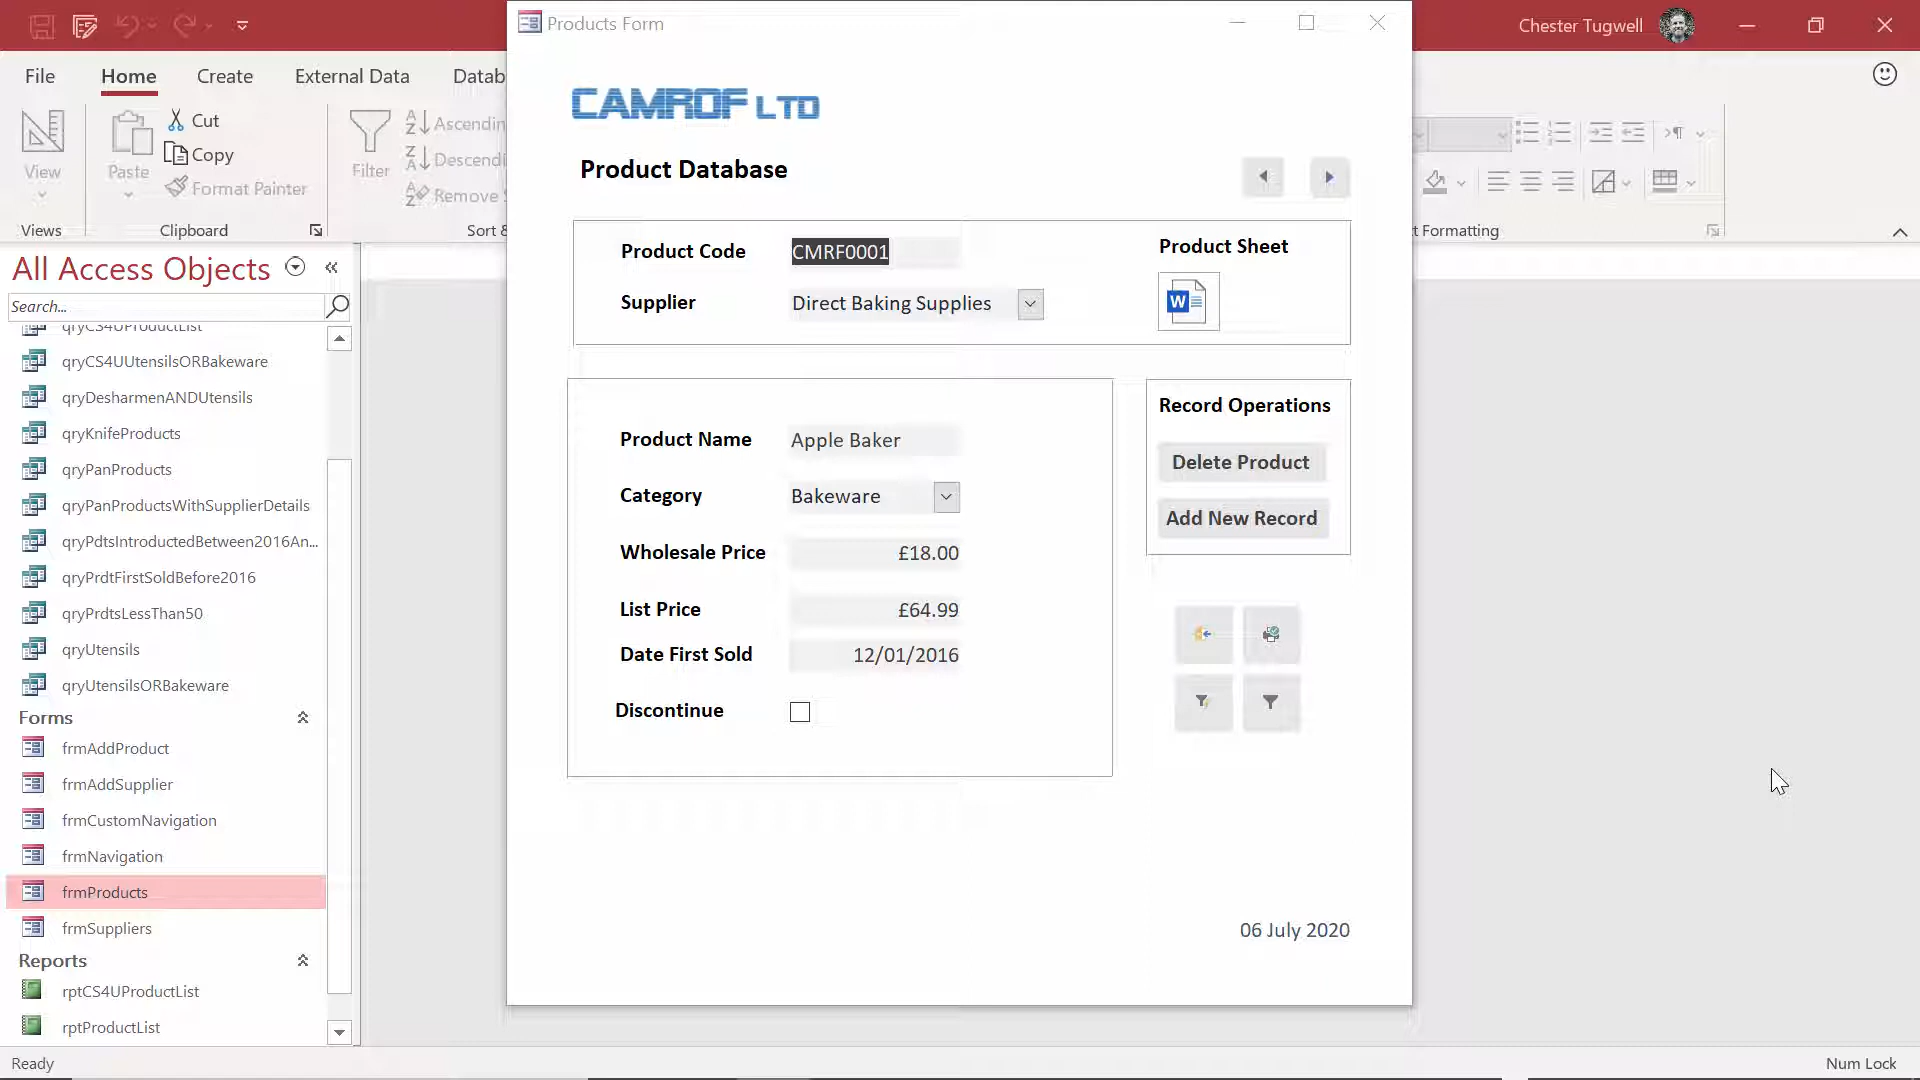 Products Form
Chester Tugwell
File
Home
Create
External Data
Datab
View
Paste
Cut
Copy
Format Painter
Filter
Ascendin
Descendi
Remove S
Views
Clipboard
Sort &
t Formatting
All Access Objects
Search...
qryCS4UProductList
qryCS4UUtensilsORBakeware
qryDesharmenANDUtensils
qryKnifeProducts
qryPanProducts
qryPanProductsWithSupplierDetails
qryPdtsIntroductedBetween2016An...
qryPrdtFirstSoldBefore2016
qryPrdtsLessThan50
qryUtensils
qryUtensilsORBakeware
Forms
frmAddProduct
frmAddSupplier
frmCustomNavigation
frmNavigation
frmProducts
frmSuppliers
Reports
rptCS4UProductList
rptProductList
CAMROF LTD
Product Database
Product Code CMRF0001
Supplier Direct Baking Supplies
Product Sheet
W
Product Name Apple Baker
Category Bakeware
Wholesale Price £18.00
List Price £64.99
Date First Sold 12/01/2016
Discontinue
Record Operations
Delete Product
Add New Record
06 July 2020
Ready
Num Lock